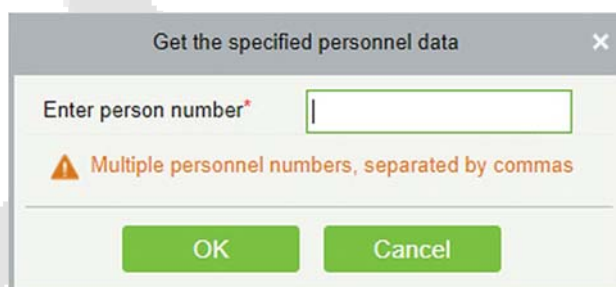 Get the specified personnel data ×
Enter person number*
Multiple personnel numbers, separated by commas
OK Cancel